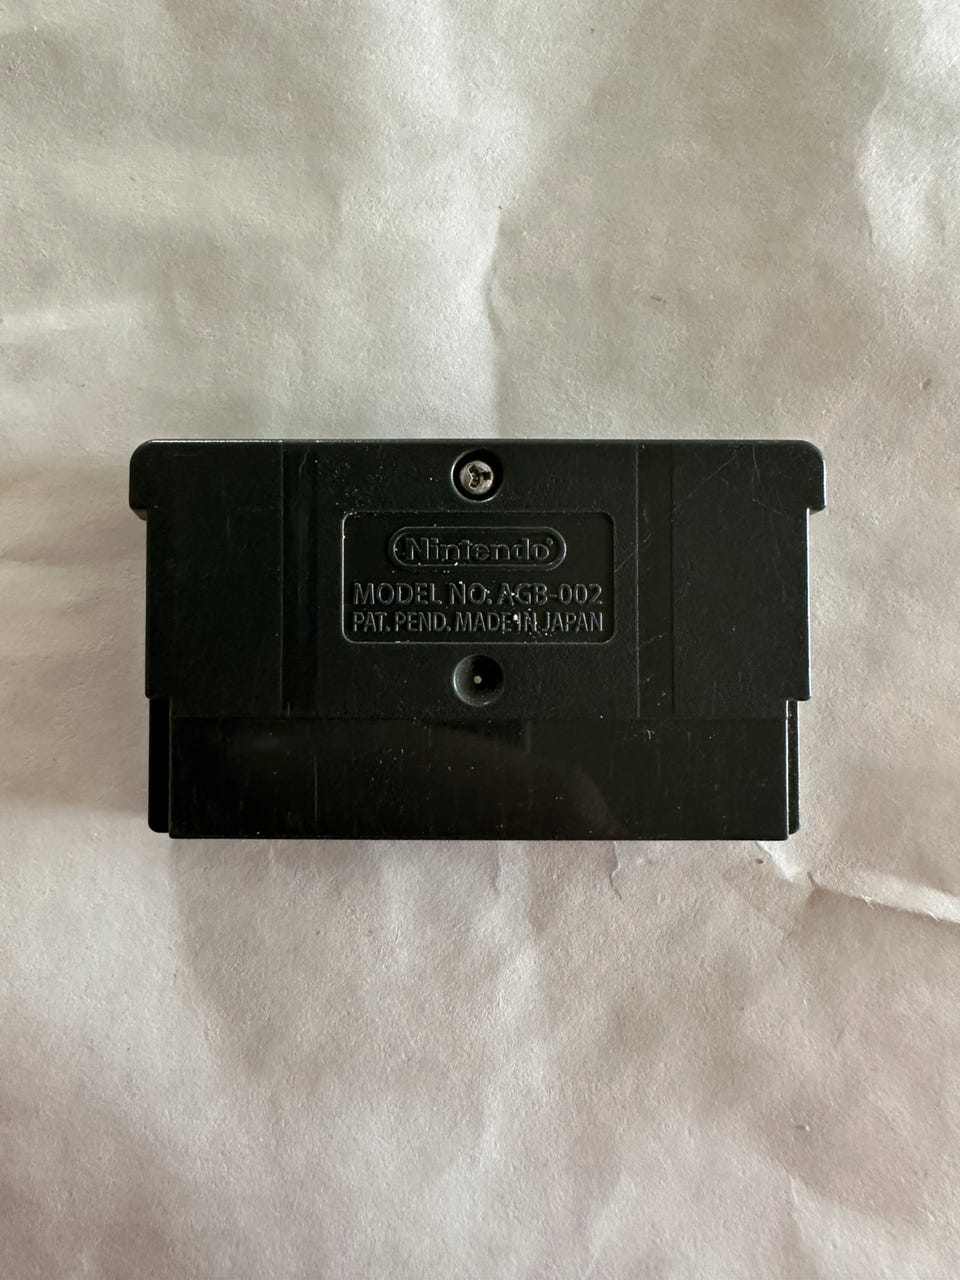 Nintendo
MODEL NO. AGB-002
PAT. PEND. MADE IN JAPAN